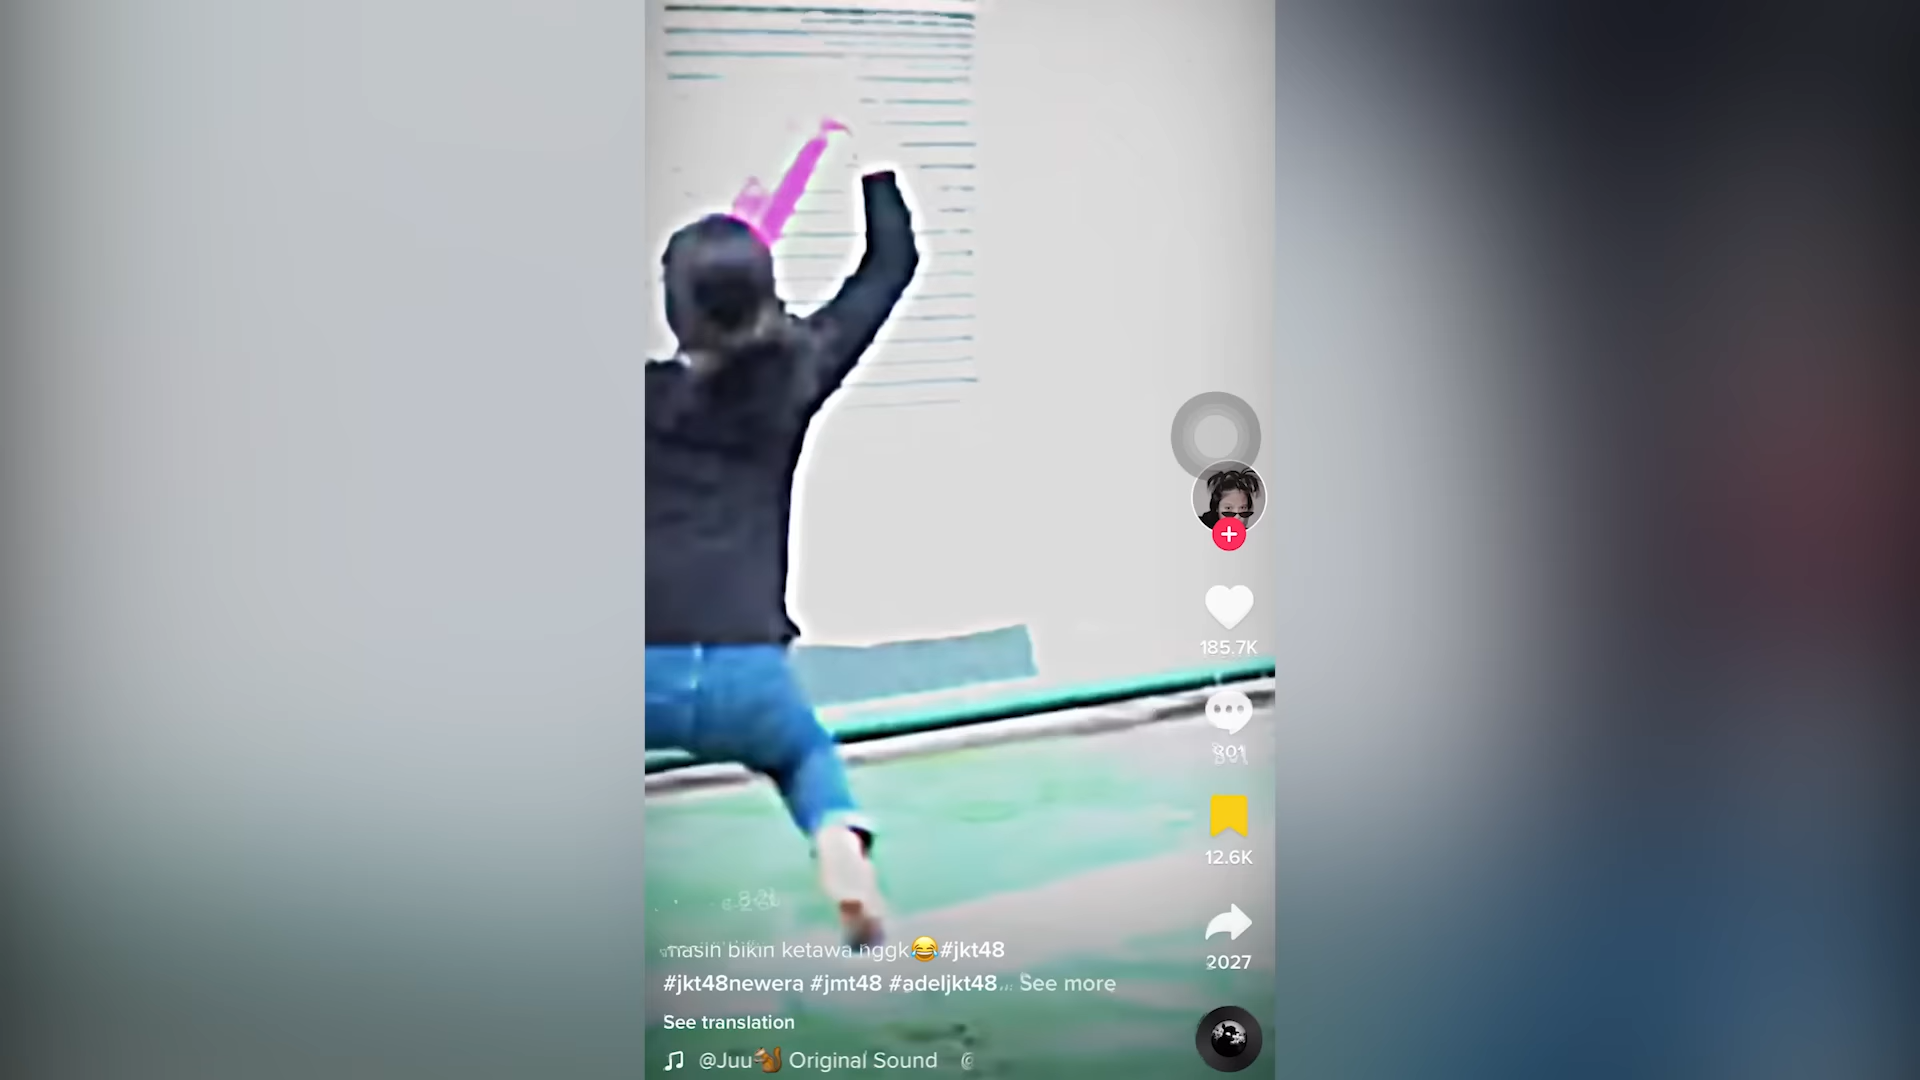 185.7K
12.6K
2027
masih bikin ketawa nggk😂#jkt48
#jkt48newera #jmt48 #adeljkt48... See more
See translation
@Juu🐿️ Original Sound